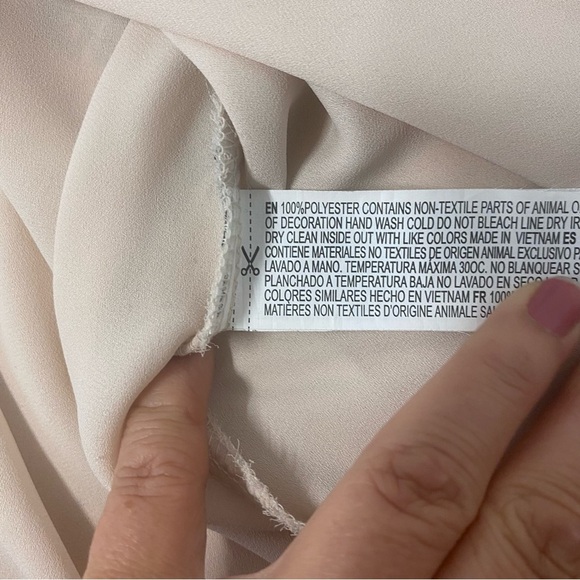 EN 100%POLYESTER CONTAINS NON-TEXTILE PARTS OF ANIMAL
OF DECORATION HAND WASH COLD DO NOT BLEACH LINE DRY
DRY CLEAN INSIDE OUT WITH LIKE COLORS MADE IN VIETNAM ES
CONTIENE MATERIALES NO TEXTILES DE ORIGEN ANIMAL EXCLUSIVO
LAVADO A MANO. TEMPERATURA MÁXIMA 30OC. NO BLANQUEAR
PLANCHADO A TEMPERATURA BAJA NO LAVADO EN
COLORES SIMILARES HECHO EN VIETNAM FR 100%
MATIÈRES NON TEXTILES D'ORIGINE ANIMALE